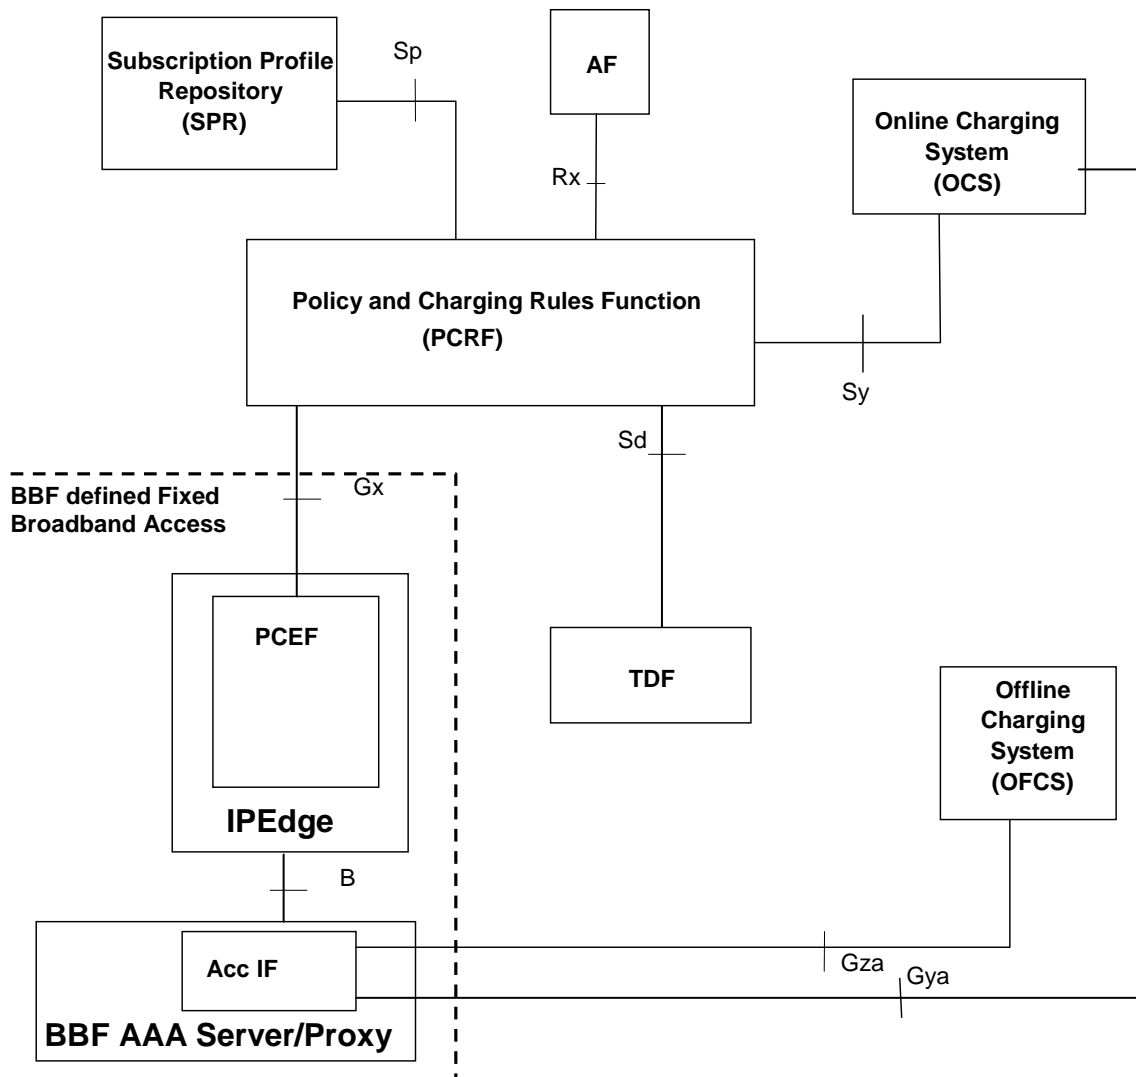 Subscription Profile
Repository
(SPR)
Sp
AF
Online Charging
System
(OCS)
Rx
Policy and Charging Rules Function
(PCRF)
Sy
Sd
Gx
BBF defined Fixed
Broadband Access
PCEF
TDF
Offline
Charging
System
(OFCS)
IPEdge
B
Acc IF
Gza
Gya
BBF AAA Server/Proxy